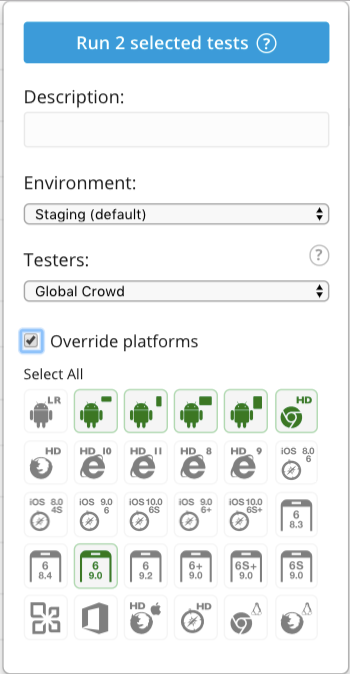 Run 2 selected tests ?
Description:
Environment:
Staging (default)
Testers: ?
Global Crowd
Override platforms
Select All
LR HD
HD HD 10 HD 11 HD 8 HD 9 iOS 8.0 6
iOS 8.0 4S iOS 9.0 6 iOS 10.0 6S iOS 9.0 6+ iOS 10.0 6S+ 6 8.3
6 8.4 6 9.0 6 9.2 6+ 9.0 6S+ 9.0 6S 9.0
HD HD